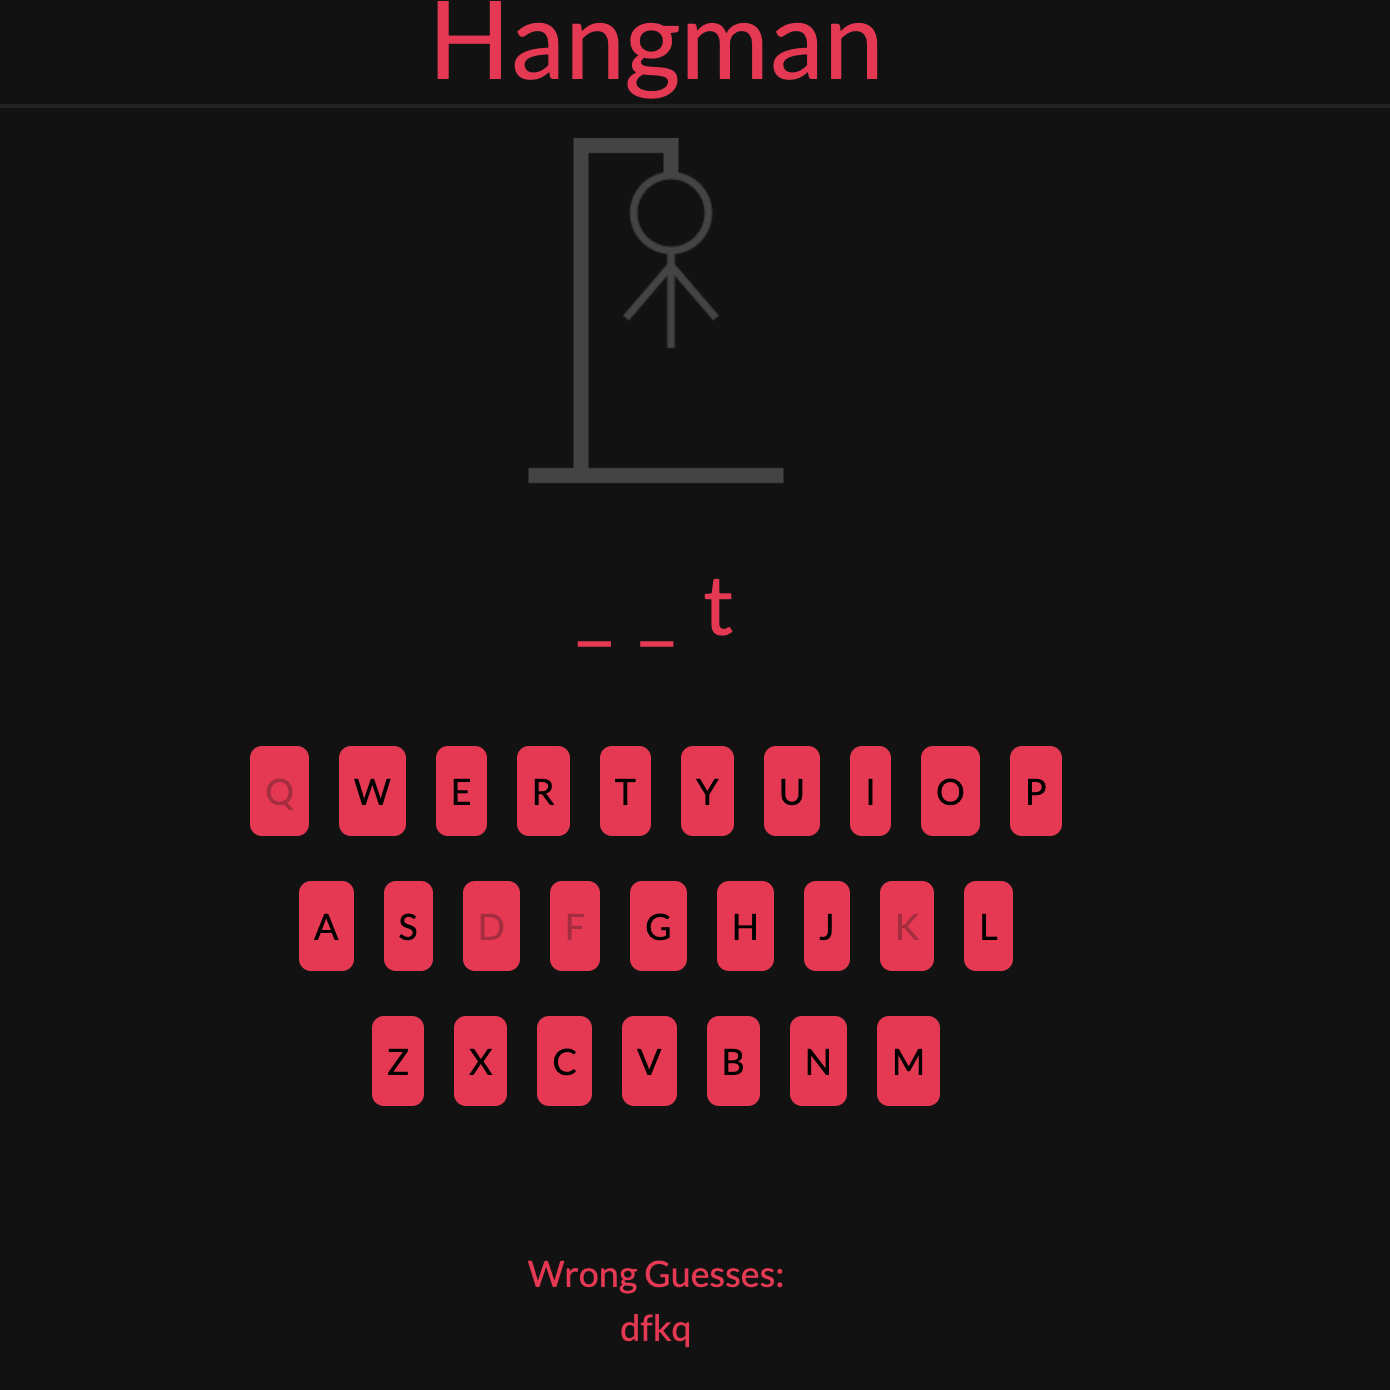 Hangman
_ _ t
Q W E R T Y U I O P
A S D F G H J K L
Z X C V B N M
Wrong Guesses:
dfkq